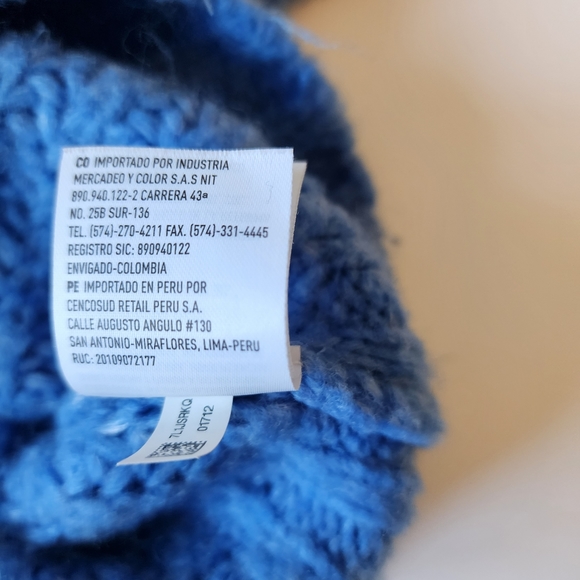 CO IMPORTADO POR INDUSTRIA
MERCADEO Y COLOR S.A.S NIT
890.940.122-2 CARRERA 43ª
NO. 25B SUR-136
TEL. (574)-270-4211 FAX. (574)-331-4445
REGISTRO SIC: 890940122
ENVIGADO-COLOMBIA
PE IMPORTADO EN PERU POR
CENCOSUD RETAIL PERU S.A.
CALLE AUGUSTO ANGULO #130
SAN ANTONIO-MIRAFLORES, LIMA-PERU
RUC: 20109072177
01712